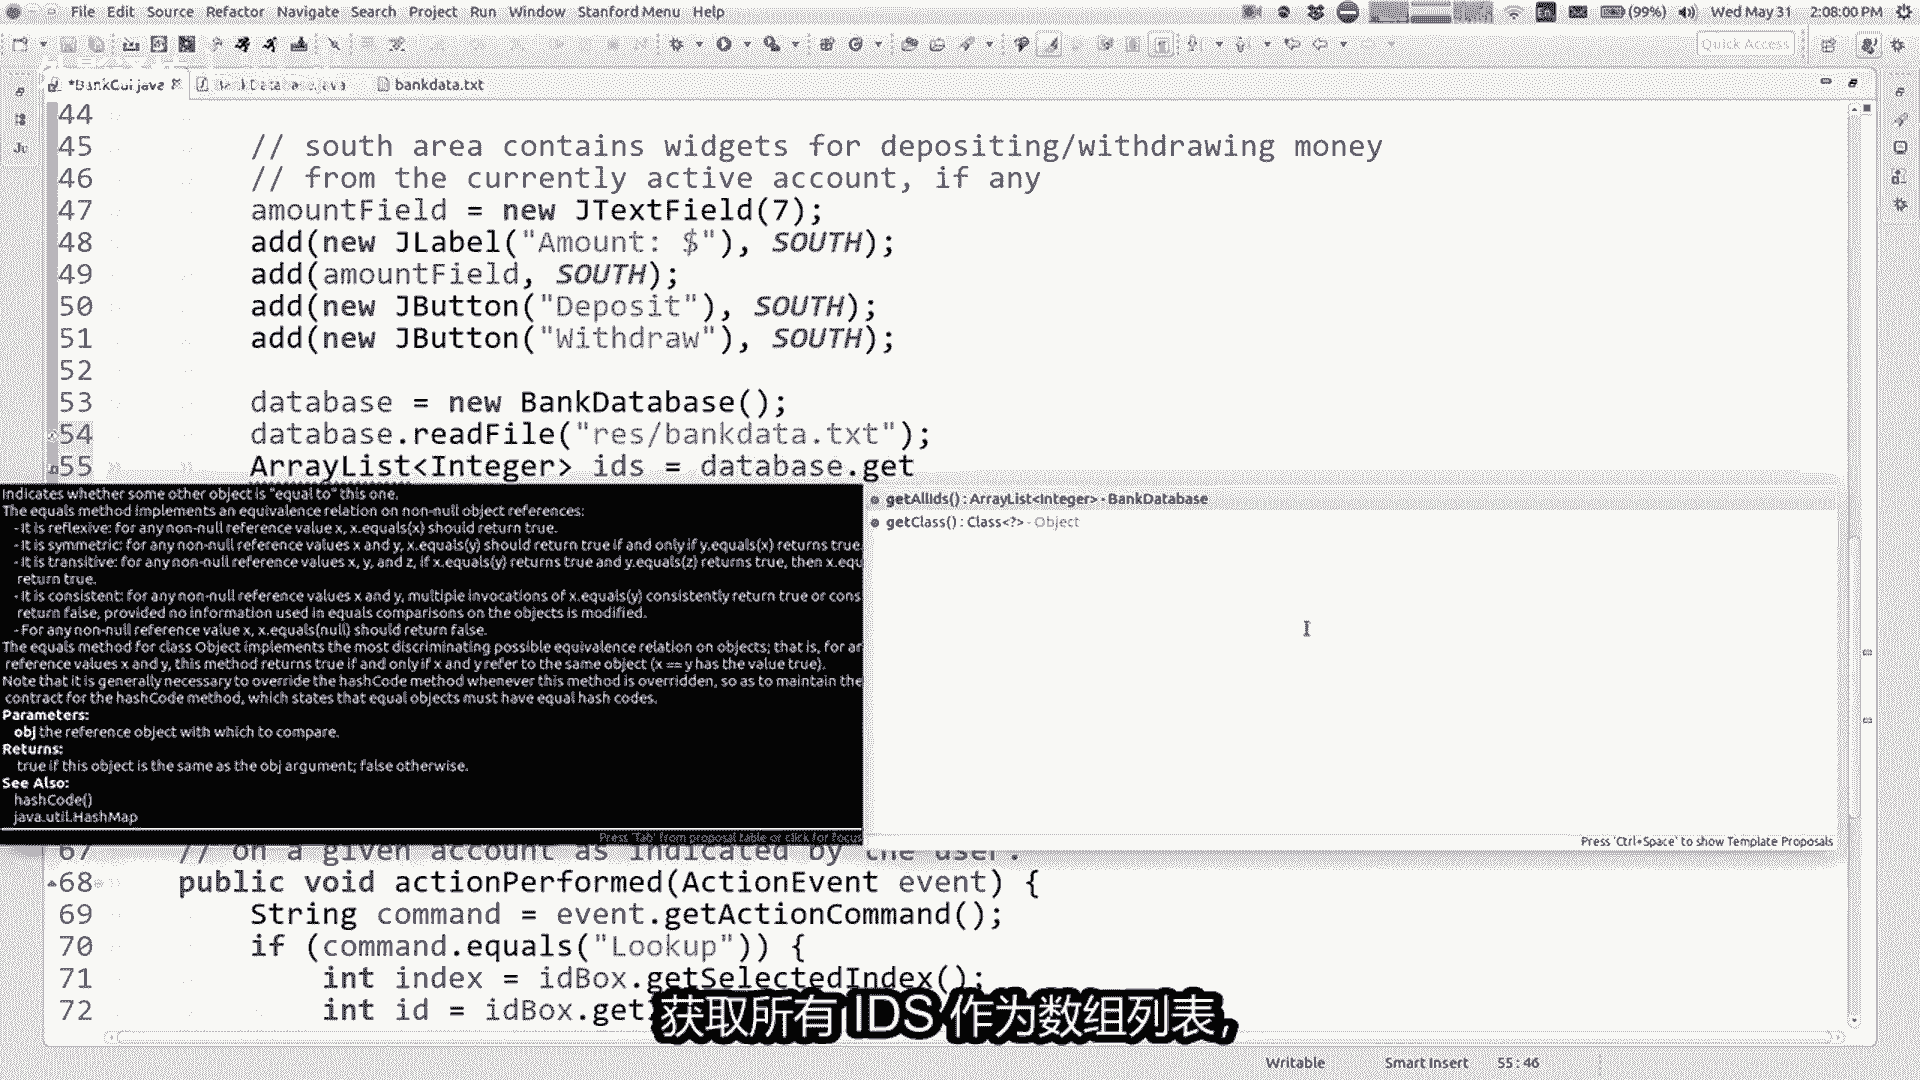 File Edit Source Refactor Navigate Search Project Run Window Stanford Menu Help
En (99%) Wed May 31 2:08:00 PM
Quick Access
*BankGui.java BankDatabase.java bankdata.txt
44
45 // south area contains widgets for depositing/withdrawing money
46 // from the currently active account, if any
47 amountField = new JTextField(7);
48 add(new JLabel("Amount: $"), SOUTH);
49 add(amountField, SOUTH);
50 add(new JButton("Deposit"), SOUTH);
51 add(new JButton("Withdraw"), SOUTH);
52
53 database = new BankDatabase();
54 database.readFile("res/bankdata.txt");
55 ArrayList<Integer> ids = database.get
Indicates whether some other object is "equal to" this one.
The equals method implements an equivalence relation on non-null object references:
- It is reflexive: for any non-null reference value x, x.equals(x) should return true.
- It is symmetric: for any non-null reference values x and y, x.equals(y) should return true if and only if y.equals(x) returns true.
- It is transitive: for any non-null reference values x, y, and z, if x.equals(y) returns true and y.equals(z) returns true, then x.equ
return true.
- It is consistent: for any non-null reference values x and y, multiple invocations of x.equals(y) consistently return true or cons
return false, provided no information used in equals comparisons on the objects is modified.
- For any non-null reference value x, x.equals(null) should return false.
The equals method for class Object implements the most discriminating possible equivalence relation on objects; that is, for ar
reference values x and y, this method returns true if and only if x and y refer to the same object (x == y has the value true).
Note that it is generally necessary to override the hashCode method whenever this method is overridden, so as to maintain the
contract for the hashCode method, which states that equal objects must have equal hash codes.
Parameters:
obj the reference object with which to compare.
Returns:
true if this object is the same as the obj argument; false otherwise.
See Also:
hashCode()
java.util.HashMap
Press 'Tab' from proposal table or click for focus
getAllIds() : ArrayList<Integer> - BankDatabase
getClass() : Class<?> - Object
Press 'Ctrl+Space' to show Template Proposals
67 // on a given account as indicated by the user.
68 public void actionPerformed(ActionEvent event) {
69 String command = event.getActionCommand();
70 if (command.equals("Lookup")) {
71 int index = idBox.getSelectedIndex();
72 int id = idBox.get
获取所有 IDS 作为数组列表,
Writable Smart Insert 55 : 46